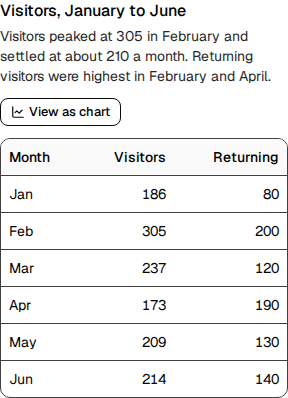 Visitors, January to June
Visitors peaked at 305 in February and
settled at about 210 a month. Returning
visitors were highest in February and April.
View as chart
Month Visitors Returning
Jan 186 80
Feb 305 200
Mar 237 120
Apr 173 190
May 209 130
Jun 214 140